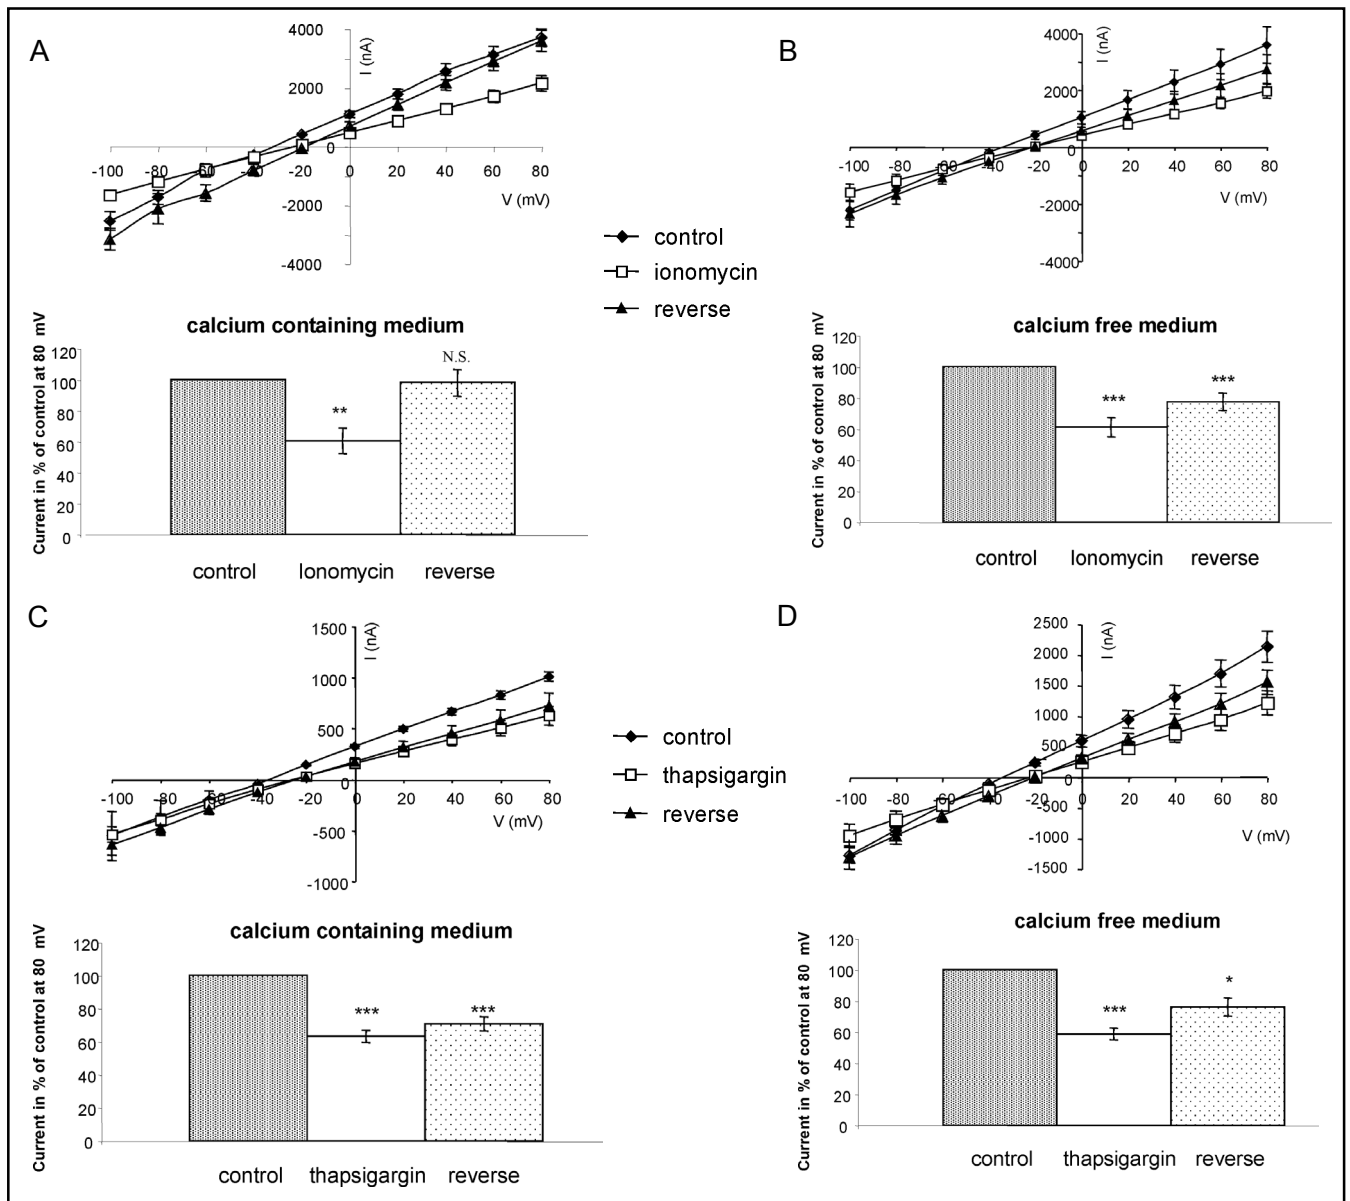 A
4000
I (nA)
2000
0
-100 -80 -60 -40 -20 0 20 40 60 80
-2000
V (mV)
-4000
B
4000
I (nA)
2000
0
-100 -80 -60 -40 -20 0 20 40 60 80
-2000
V (mV)
-4000
control
ionomycin
reverse
calcium containing medium
Current in % of control at 80 mV
120
100
80
60
40
20
0
**
N.S.
control Ionomycin reverse
calcium free medium
Current in % of control at 80 mV
120
100
80
60
40
20
0
***
***
control Ionomycin reverse
C
1500
I (nA)
1000
500
0
-100 -80 -60 -40 -20 0 20 40 60 80
-500
V (mV)
-1000
D
2500
I (nA)
2000
1500
1000
500
0
-100 -80 -60 -40 -20 0 20 40 60 80
-500
-1000
V (mV)
-1500
control
thapsigargin
reverse
calcium containing medium
Current in % of control at 80 mV
120
100
80
60
40
20
0
***
***
control thapsigargin reverse
calcium free medium
Current in % of control at 80 mV
120
100
80
60
40
20
0
***
*
control thapsigargin reverse